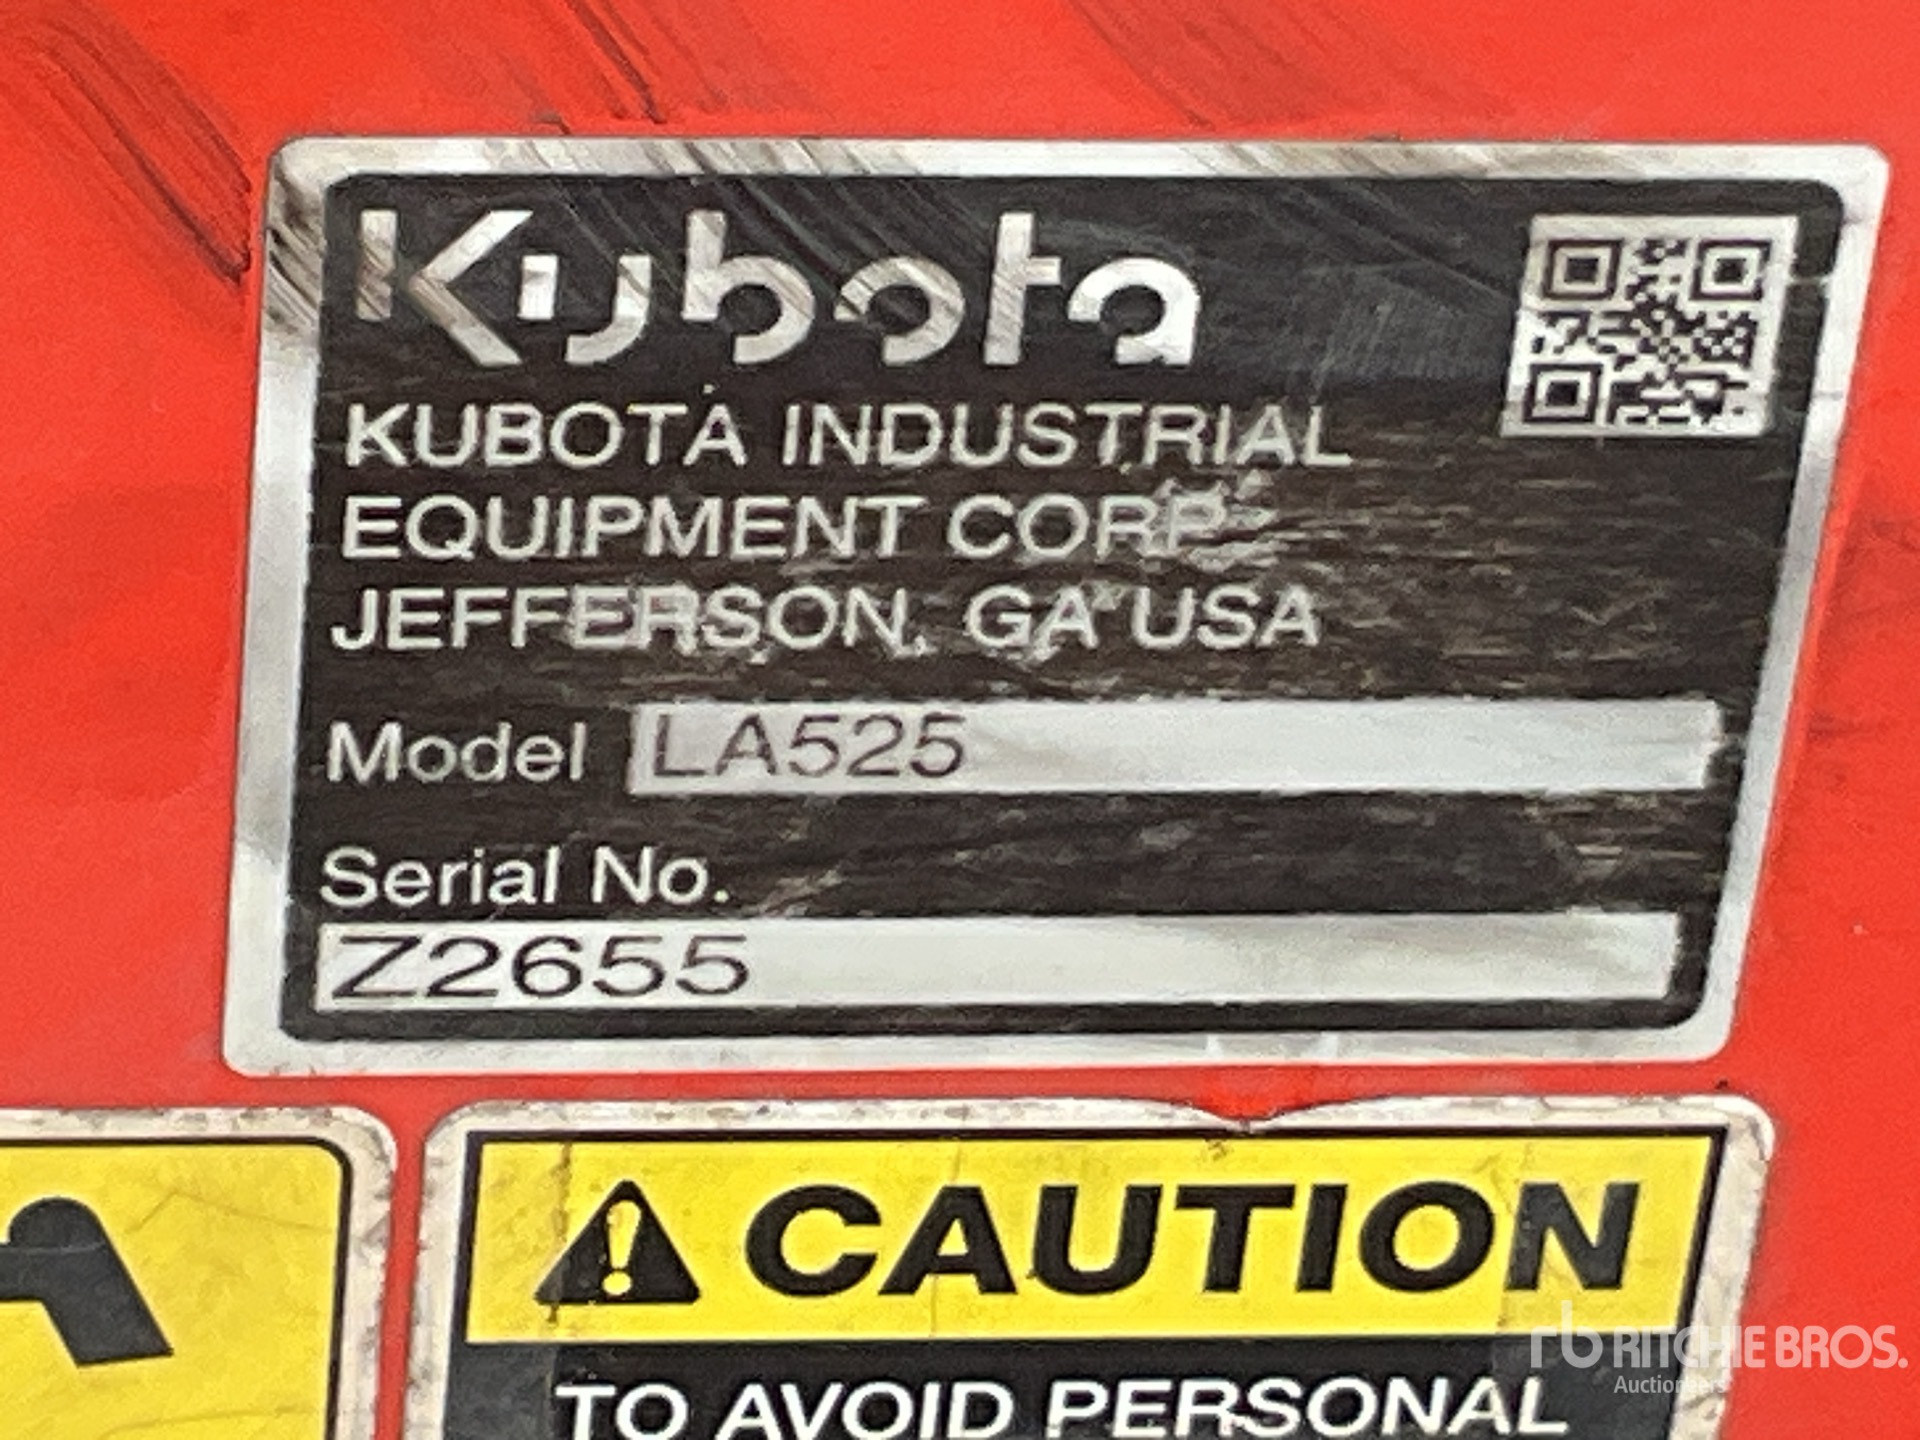 Kubota
KUBOTA INDUSTRIAL
EQUIPMENT CORP.
JEFFERSON, GA USA
Model LA525
Serial No.
Z2655
CAUTION
TO AVOID PERSONAL
rb RITCHIE BROS.
Auctioneers